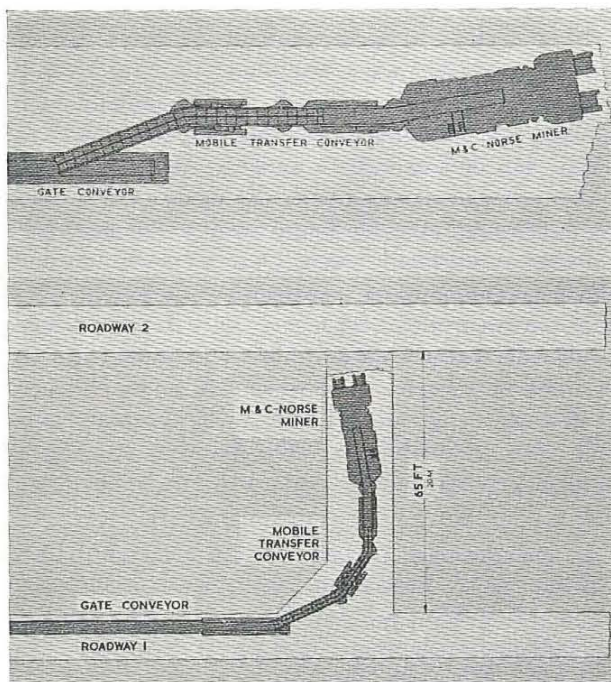 MOBILE TRANSFER CONVEYOR
M&C-NORSE MINER
GATE CONVEYOR
ROADWAY 2
M & C-NORSE
MINER
65 FT
20 M
MOBILE
TRANSFER
CONVEYOR
GATE CONVEYOR
ROADWAY 1